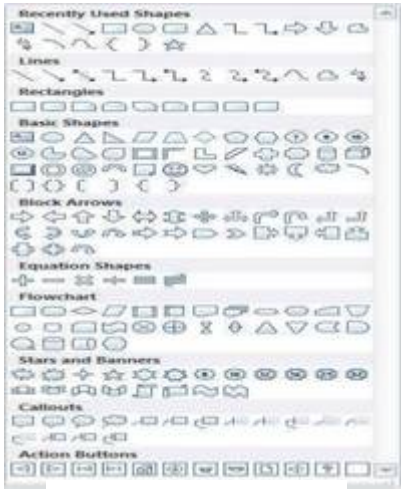 Recently Used Shapes
Lines
Rectangles
Basic Shapes
Block Arrows
Equation Shapes
Flowchart
Stars and Banners
Callouts
Action Buttons